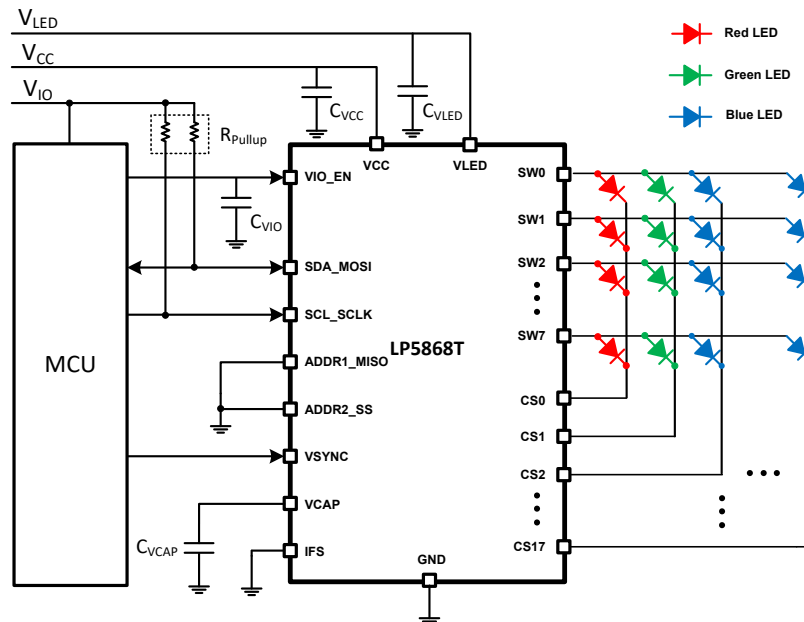 VLED
VCC
VIO
CVCC
CVLED
RPullup
Red LED
Green LED
Blue LED
MCU
LP5868T
VCC
VLED
VIO_EN
CVIO
SDA_MOSI
SCL_SCLK
ADDR1_MISO
ADDR2_SS
VSYNC
VCAP
CVCAP
IFS
GND
SW0
SW1
SW2
SW7
CS0
CS1
CS2
CS17